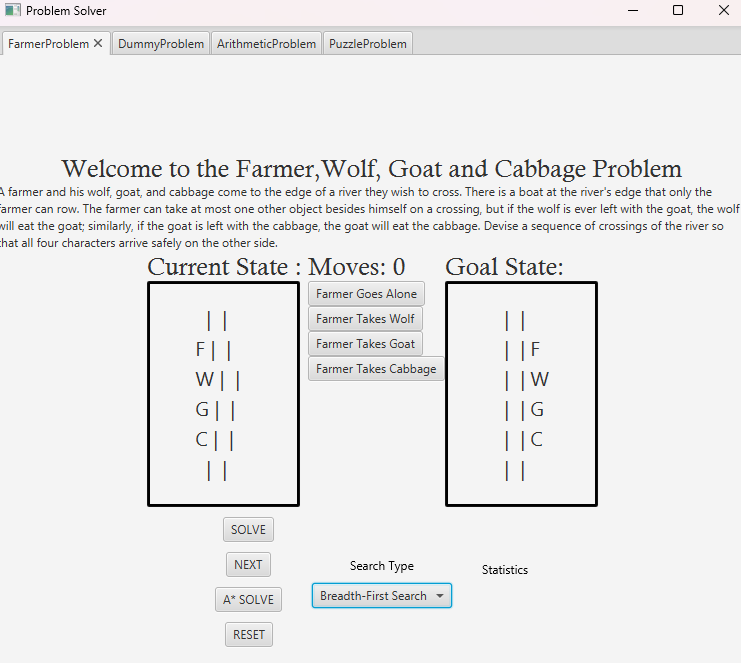 Problem Solver
FarmerProblem DummyProblem ArithmeticProblem PuzzleProblem
Welcome to the Farmer,Wolf, Goat and Cabbage Problem
A farmer and his wolf, goat, and cabbage come to the edge of a river they wish to cross. There is a boat at the river's edge that only the
farmer can row. The farmer can take at most one other object besides himself on a crossing, but if the wolf is ever left with the goat, the wolf
will eat the goat; similarly, if the goat is left with the cabbage, the goat will eat the cabbage. Devise a sequence of crossings of the river so
that all four characters arrive safely on the other side.
Current State : Moves: 0 Goal State:
| |
F | |
W | |
G | |
C | |
| |
Farmer Goes Alone
Farmer Takes Wolf
Farmer Takes Goat
Farmer Takes Cabbage
| |
| | F
| | W
| | G
| | C
| |
SOLVE
NEXT
A* SOLVE
RESET
Search Type
Breadth-First Search
Statistics